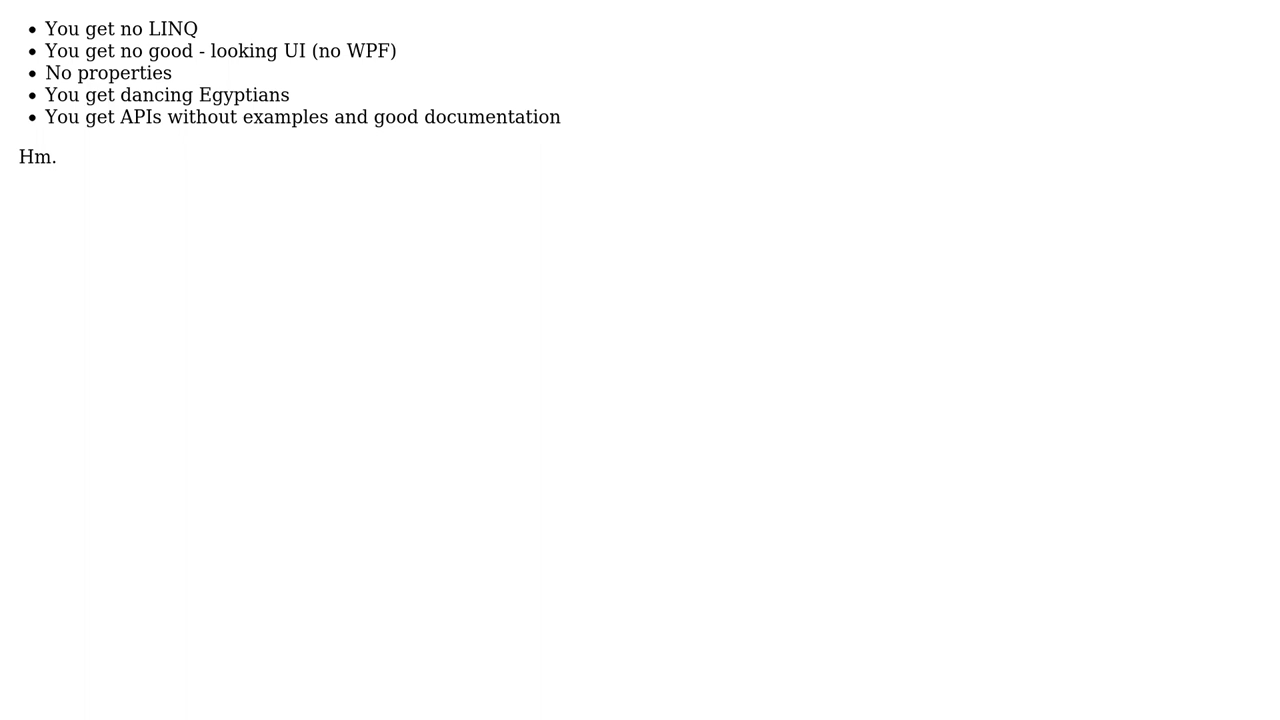 You get no LINQ
You get no good - looking UI (no WPF)
No properties
You get dancing Egyptians
You get APIs without examples and good documentation
Hm.